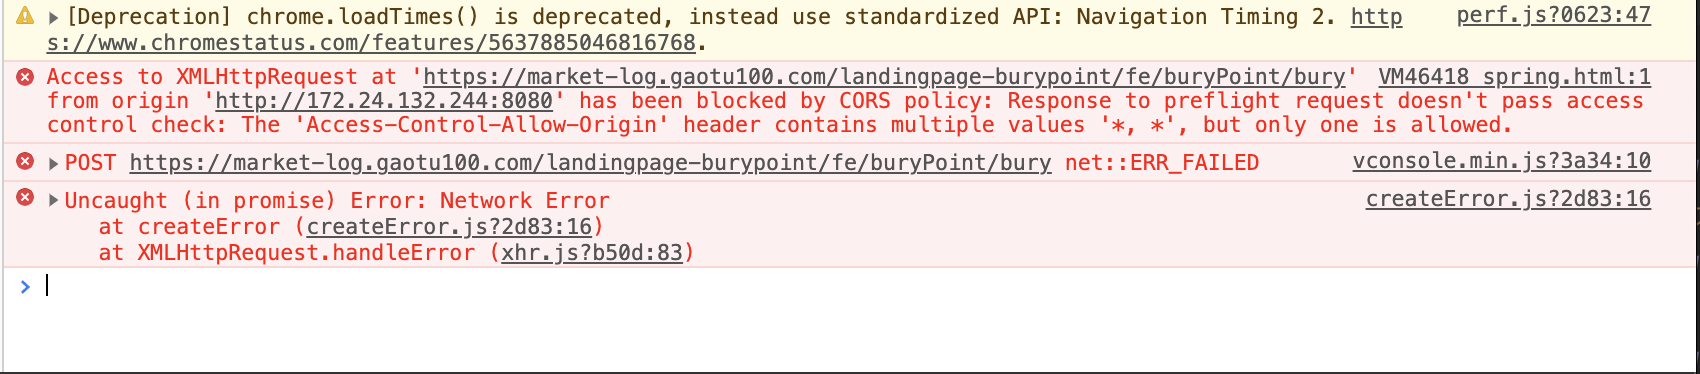 [Deprecation] chrome.loadTimes() is deprecated, instead use standardized API: Navigation Timing 2. http perf.js?0623:47
s://www.chromestatus.com/features/5637885046816768.
Access to XMLHttpRequest at 'https://market-log.gaotu100.com/landingpage-burypoint/fe/buryPoint/bury' VM46418 spring.html:1
from origin 'http://172.24.132.244:8080' has been blocked by CORS policy: Response to preflight request doesn't pass access
control check: The 'Access-Control-Allow-Origin' header contains multiple values '*, *', but only one is allowed.
POST https://market-log.gaotu100.com/landingpage-burypoint/fe/buryPoint/bury net::ERR_FAILED vconsole.min.js?3a34:10
Uncaught (in promise) Error: Network Error createError.js?2d83:16
at createError (createError.js?2d83:16)
at XMLHttpRequest.handleError (xhr.js?b50d:83)